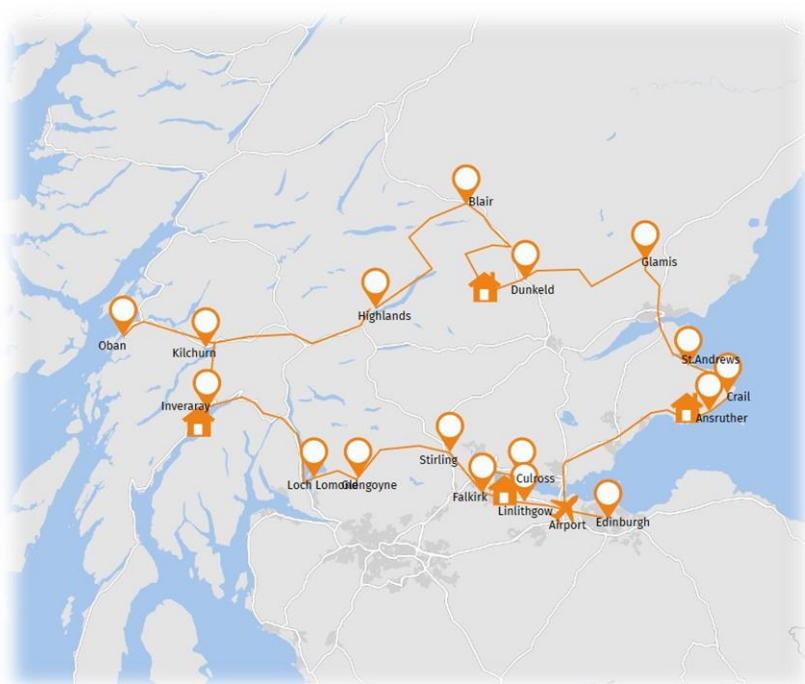 Blair
Glamis
Dunkeld
Highlands
Oban
Kilchurn
St.Andrews
Crail
Inveraray
Ansruther
Stirling
Loch Lomond
Glengoyne
Culross
Falkirk
Linlithgow
Airport
Edinburgh